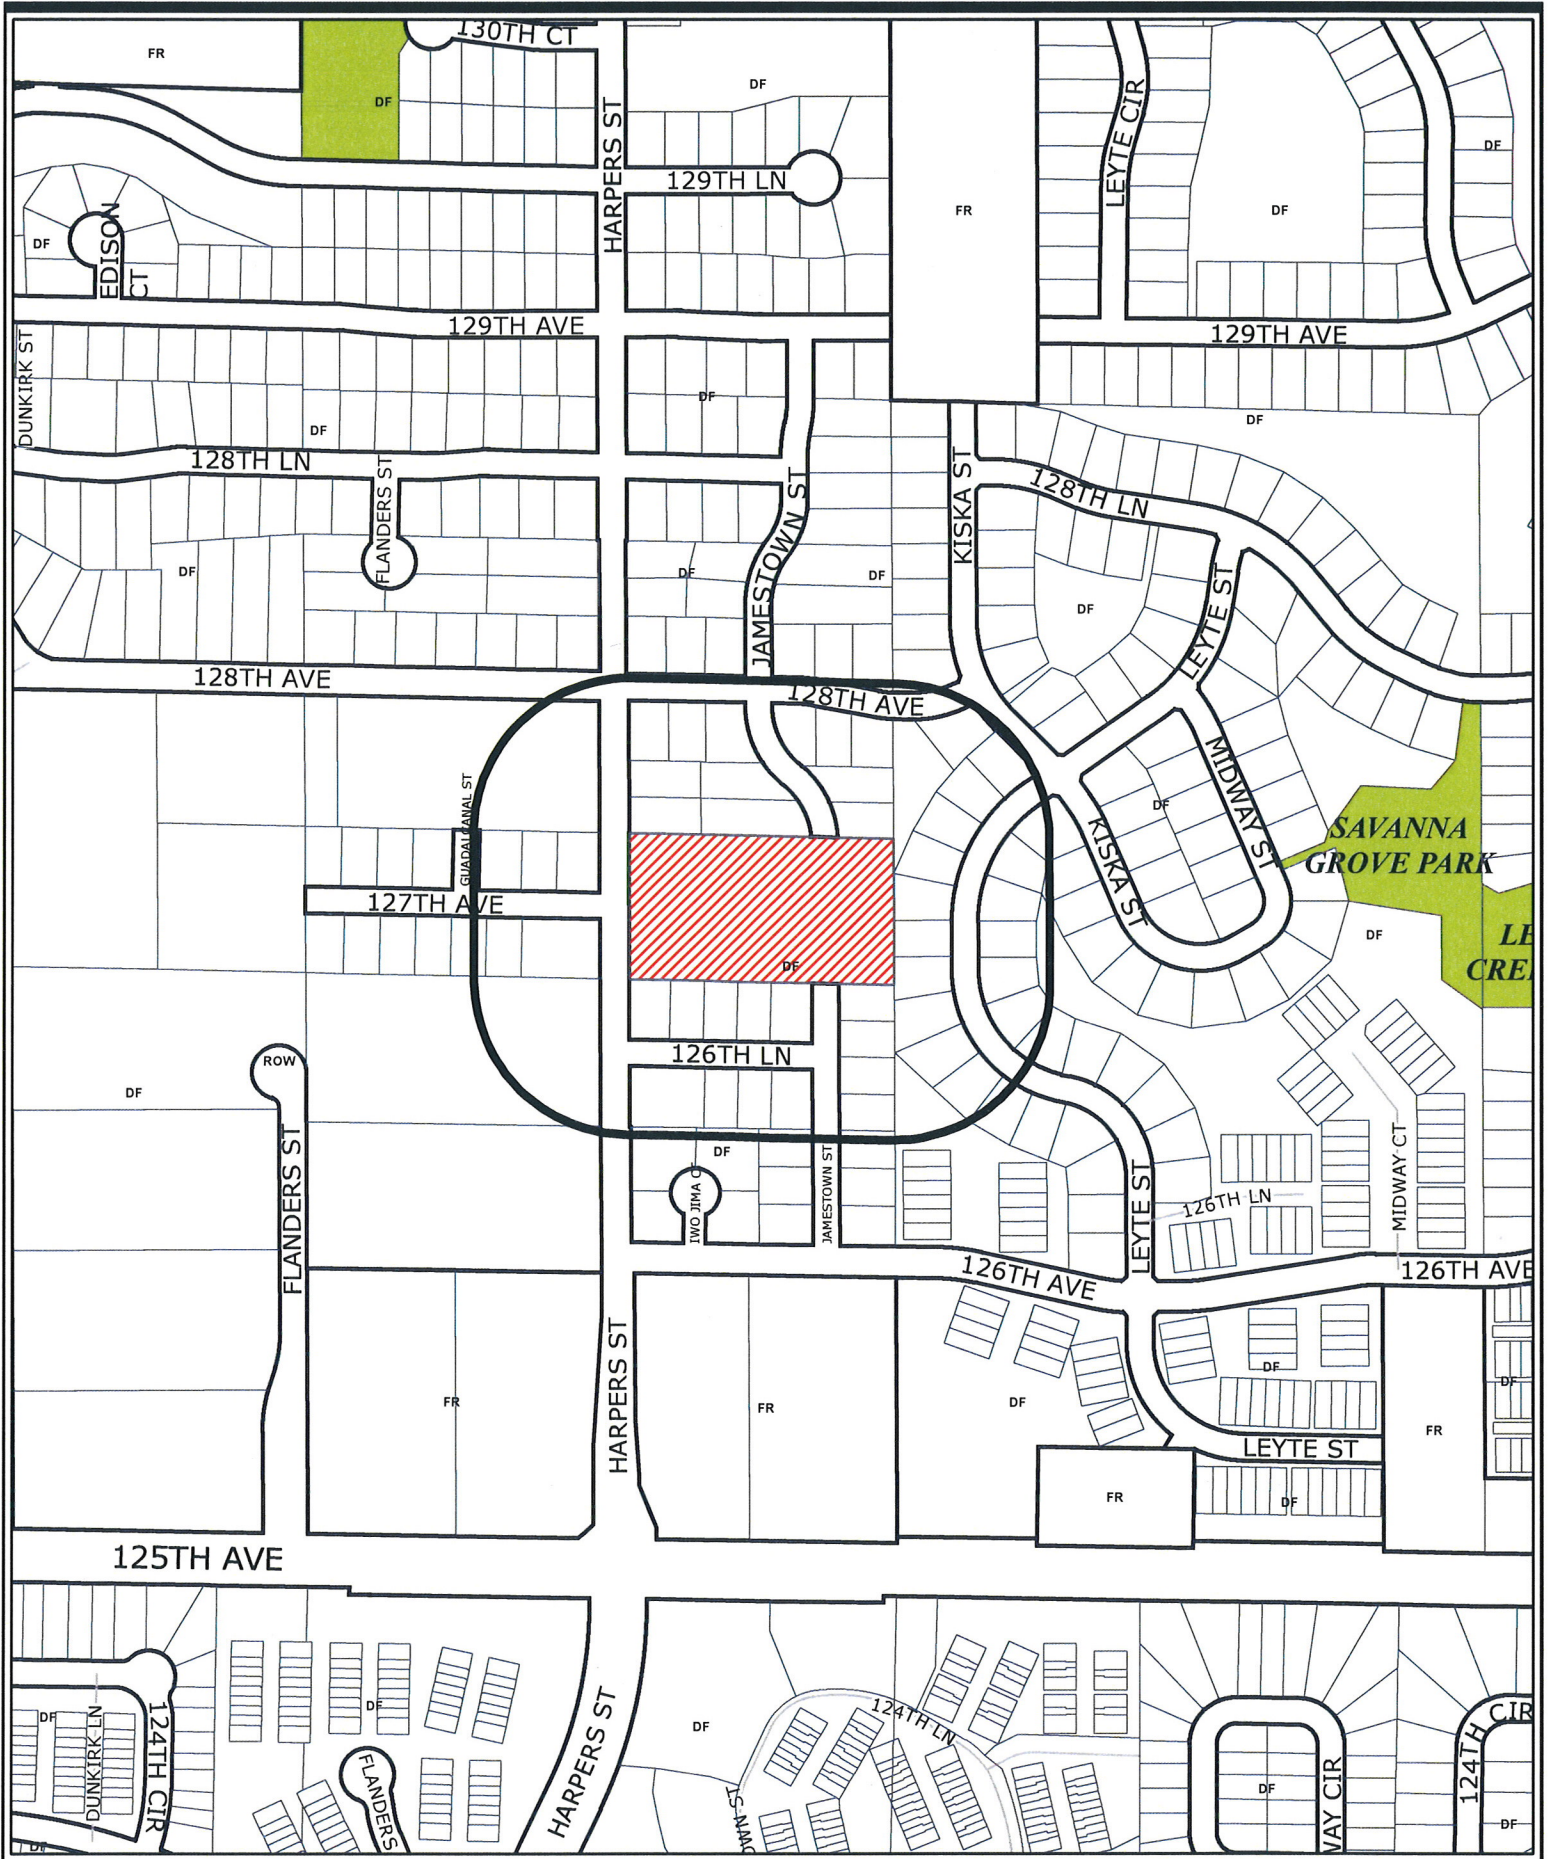 130TH CT
FR
DF
DF
LEYTE CIR
HARPERS ST
DF
129TH LN
FR
DF
EDISON
CT
DF
129TH AVE
129TH AVE
DUNKIRK ST
DF
DF
DF
128TH LN
FLANDERS ST
JAMESTOWN ST
KISKA ST
128TH LN
DF
DF
DF
DF
LEYTE ST
128TH AVE
128TH AVE
MIDWAY ST
GUADALCANAL ST
DF
SAVANNA
GROVE PARK
KISKA ST
127TH AVE
DF
DF
LE
CRE
126TH LN
ROW
DF
FLANDERS ST
DF
IWO JIMA C
JAMESTOWN ST
LEYTE ST
126TH LN
MIDWAY CT
126TH AVE
126TH AVE
HARPERS ST
DF
DF
FR
FR
DF
FR
LEYTE ST
FR
DF
125TH AVE
DF
DF
DUNKIRK LN
124TH CIR
FLANDERS
HARPERS ST
DF
124TH LN
DF
WAY CIR
124TH CIR
DF
DF